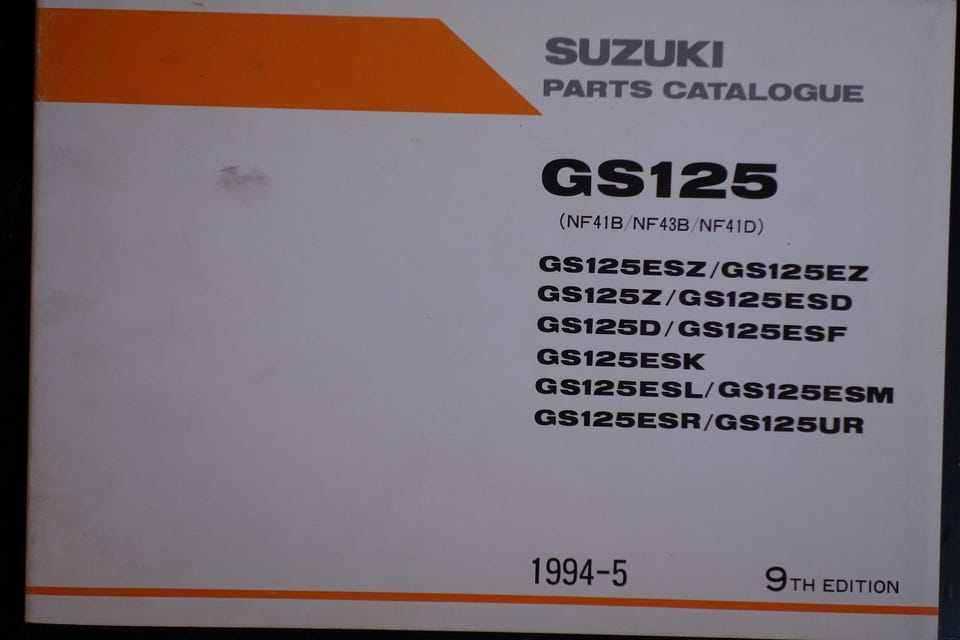 SUZUKI
PARTS CATALOGUE
GS125
(NF41B/NF43B/NF41D)
GS125ESZ/GS125EZ
GS125Z/GS125ESD
GS125D/GS125ESF
GS125ESK
GS125ESL/GS125ESM
GS125ESR/GS125UR
1994-5 9TH EDITION